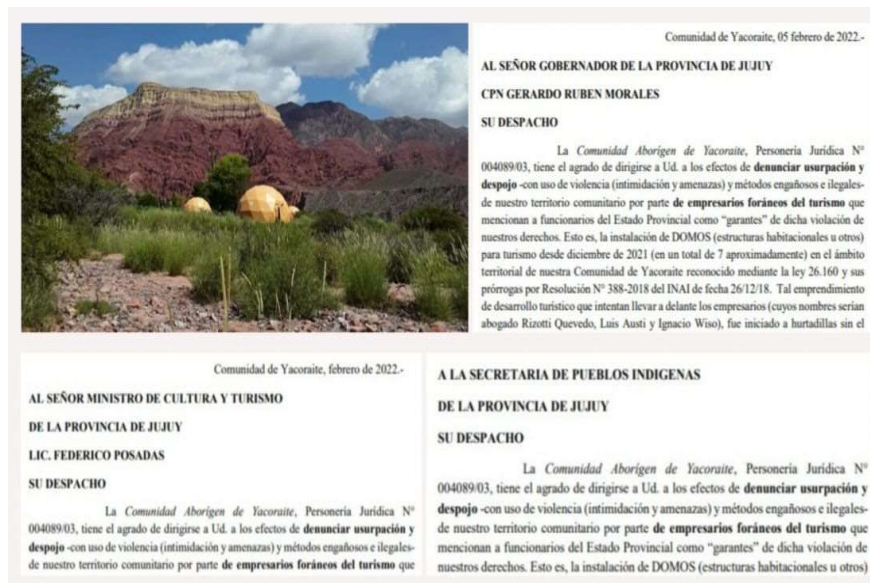 Comunidad de Yacoraite, 05 febrero de 2022.-
AL SEÑOR GOBERNADOR DE LA PROVINCIA DE JUJUY
CPN GERARDO RUBEN MORALES
SU DESPACHO
La Comunidad Aborígen de Yacoraite, Personería Jurídica Nº
004089/03, tiene el agrado de dirigirse a Ud. a los efectos de denunciar usurpación y
despojo -con uso de violencia (intimidación y amenazas) y métodos engañosos e ilegales-
de nuestro territorio comunitario por parte de empresarios foráneos del turismo que
mencionan a funcionarios del Estado Provincial como “garantes” de dicha violación de
nuestros derechos. Esto es, la instalación de DOMOS (estructuras habitacionales u otros)
para turismo desde diciembre de 2021 (en un total de 7 aproximadamente) en el ámbito
territorial de nuestra Comunidad de Yacoraite reconocido mediante la ley 26.160 y sus
prórrogas por Resolución Nº 388-2018 del INAI de fecha 26/12/18. Tal emprendimiento
de desarrollo turístico que intentan llevar a delante los empresarios (cuyos nombres serían
abogado Rizotti Quevedo, Luis Austi y Ignacio Wiso), fue iniciado a hurtadillas sin el
Comunidad de Yacoraite, febrero de 2022.-
AL SEÑOR MINISTRO DE CULTURA Y TURISMO
DE LA PROVINCIA DE JUJUY
LIC. FEDERICO POSADAS
SU DESPACHO
La Comunidad Aborígen de Yacoraite, Personería Jurídica Nº
004089/03, tiene el agrado de dirigirse a Ud. a los efectos de denunciar usurpación y
despojo -con uso de violencia (intimidación y amenazas) y métodos engañosos e ilegales-
de nuestro territorio comunitario por parte de empresarios foráneos del turismo que
A LA SECRETARIA DE PUEBLOS INDIGENAS
DE LA PROVINCIA DE JUJUY
SU DESPACHO
La Comunidad Aborígen de Yacoraite, Personería Jurídica Nº
004089/03, tiene el agrado de dirigirse a Ud. a los efectos de denunciar usurpación y
despojo -con uso de violencia (intimidación y amenazas) y métodos engañosos e ilegales-
de nuestro territorio comunitario por parte de empresarios foráneos del turismo que
mencionan a funcionarios del Estado Provincial como “garantes” de dicha violación de
nuestros derechos. Esto es, la instalación de DOMOS (estructuras habitacionales u otros)